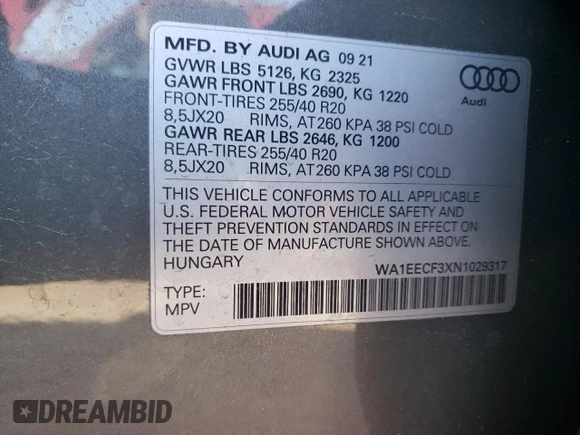 MFD. BY AUDI AG 09 21
GVWR LBS 5126, KG 2325
GAWR FRONT LBS 2690, KG 1220
FRONT-TIRES 255/40 R20
8,5JX20 RIMS, AT 260 KPA 38 PSI COLD
GAWR REAR LBS 2646, KG 1200
REAR-TIRES 255/40 R20
8,5JX20 RIMS, AT 260 KPA 38 PSI COLD
Audi
THIS VEHICLE CONFORMS TO ALL APPLICABLE
U.S. FEDERAL MOTOR VEHICLE SAFETY AND
THEFT PREVENTION STANDARDS IN EFFECT ON
THE DATE OF MANUFACTURE SHOWN ABOVE.
HUNGARY WA1EECF3XN1029317
TYPE:
MPV
DREAMBID